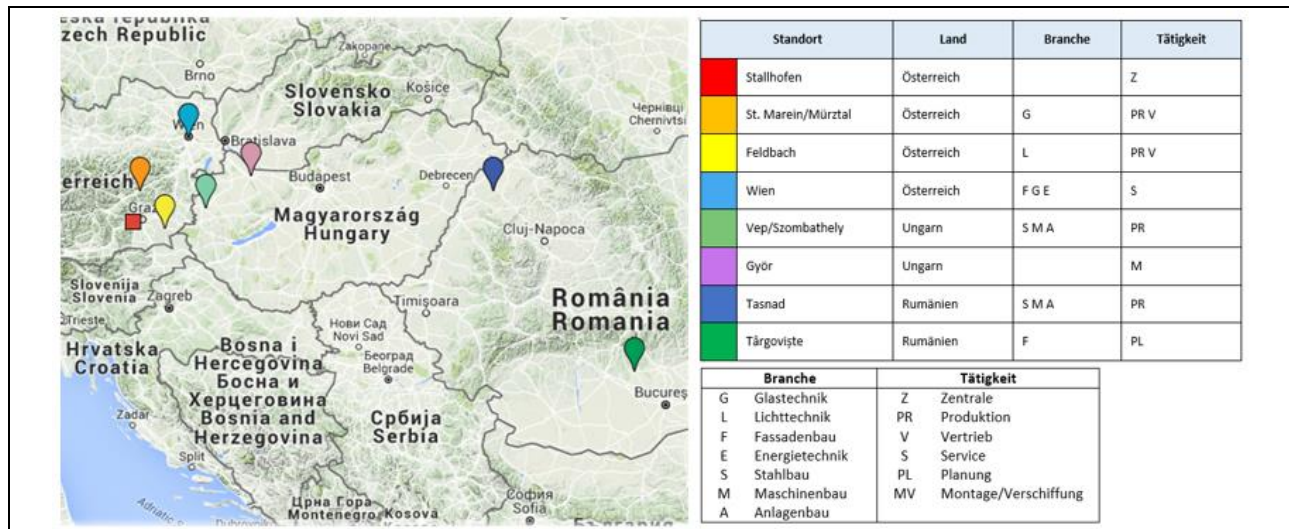 eská republika
zech Republic
Brno
Zakopane
Slovensko
Slovakia
Košice
Чернівці
Chernivtsi
Wien
Bratislava
Budapest
Debrecen
erreich
Graz
Magyarország
Hungary
Cluj-Napoca
Slovenija
Slovenia
Zagreb
Trieste
Timișoara
România
Romania
Нови Сад
Novi Sad
Hrvatska
Croatia
Bosna i
Hercegovina
Босна и
Херцеговина
Bosnia and
Herzegovina
Београд
Belgrade
Bucureș
Zadar
Србија
Serbia
Split
Црна Гора
Montenegro
Kosova
София
Sofia
Adriatic
Dubrovnik
Standort Land Branche Tätigkeit
Stallhofen Österreich Z
St. Marein/Mürztal Österreich G PR V
Feldbach Österreich L PR V
Wien Österreich F G E S
Vep/Szombathely Ungarn S M A PR
Györ Ungarn M
Tasnad Rumänien S M A PR
Târgoviște Rumänien F PL
Branche Tätigkeit
G Glastechnik Z Zentrale
L Lichttechnik PR Produktion
F Fassadenbau V Vertrieb
E Energietechnik S Service
S Stahlbau PL Planung
M Maschinenbau MV Montage/Verschiffung
A Anlagenbau